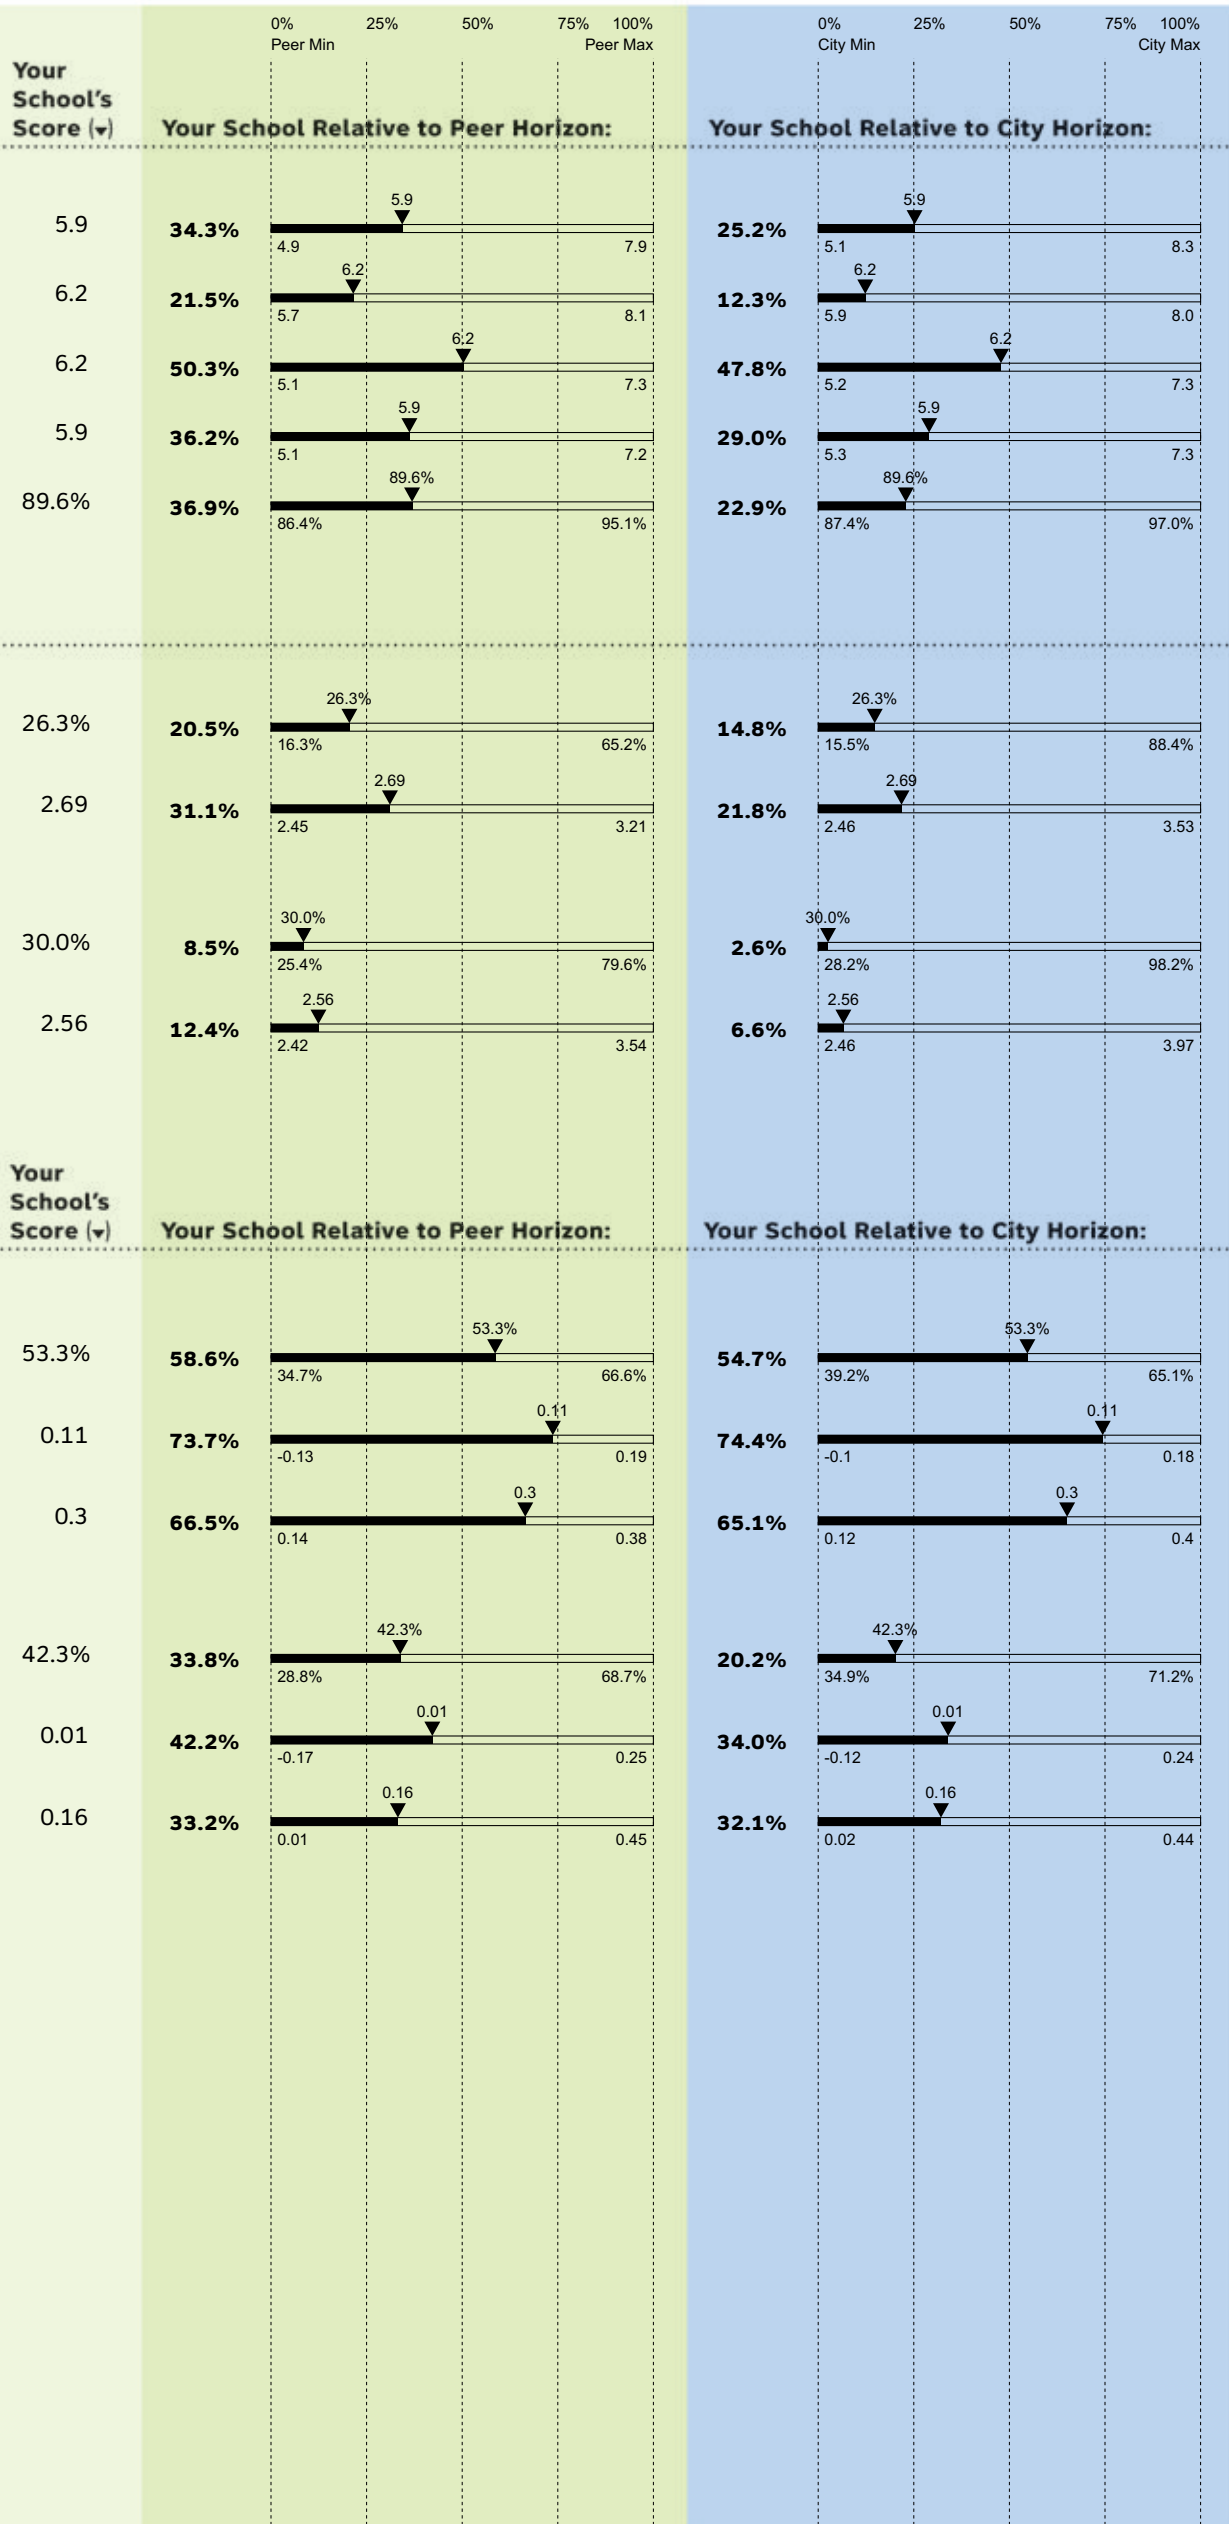 0% 25% 50% 75% 100% 0% 25% 50% 75% 100%
Peer Min Peer Max City Min City Max
Your
School's
Score (▼) Your School Relative to Peer Horizon: Your School Relative to City Horizon:
5.9 5.9
5.9 34.3% 25.2%
4.9 7.9 5.1 8.3
6.2 6.2
6.2 21.5% 12.3%
5.7 8.1 5.9 8.0
6.2 6.2
6.2 50.3% 47.8%
5.1 7.3 5.2 7.3
5.9 5.9
5.9 36.2% 29.0%
5.1 7.2 5.3 7.3
89.6% 89.6%
89.6% 36.9% 22.9%
86.4% 95.1% 87.4% 97.0%
26.3% 26.3%
26.3% 20.5% 14.8%
16.3% 65.2% 15.5% 88.4%
2.69 2.69
2.69 31.1% 21.8%
2.45 3.21 2.46 3.53
30.0% 30.0%
30.0% 8.5% 2.6%
25.4% 79.6% 28.2% 98.2%
2.56 2.56
2.56 12.4% 6.6%
2.42 3.54 2.46 3.97
Your
School's
Score (▼) Your School Relative to Peer Horizon: Your School Relative to City Horizon:
53.3% 53.3%
53.3% 58.6% 54.7%
34.7% 66.6% 39.2% 65.1%
0.11 0.11
0.11 73.7% 74.4%
-0.13 0.19 -0.1 0.18
0.3 0.3
0.3 66.5% 65.1%
0.14 0.38 0.12 0.4
42.3% 42.3%
42.3% 33.8% 20.2%
28.8% 68.7% 34.9% 71.2%
0.01 0.01
0.01 42.2% 34.0%
-0.17 0.25 -0.12 0.24
0.16 0.16
0.16 33.2% 32.1%
0.01 0.45 0.02 0.44